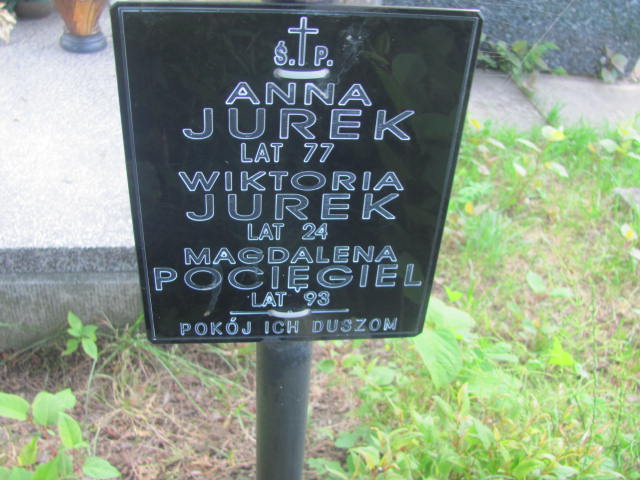 Ś. P.
ANNA
JUREK
LAT 77
WIKTORIA
JUREK
LAT 24
MAGDALENA
POCIĘGIEL
LAT 93
POKÓJ ICH DUSZOM